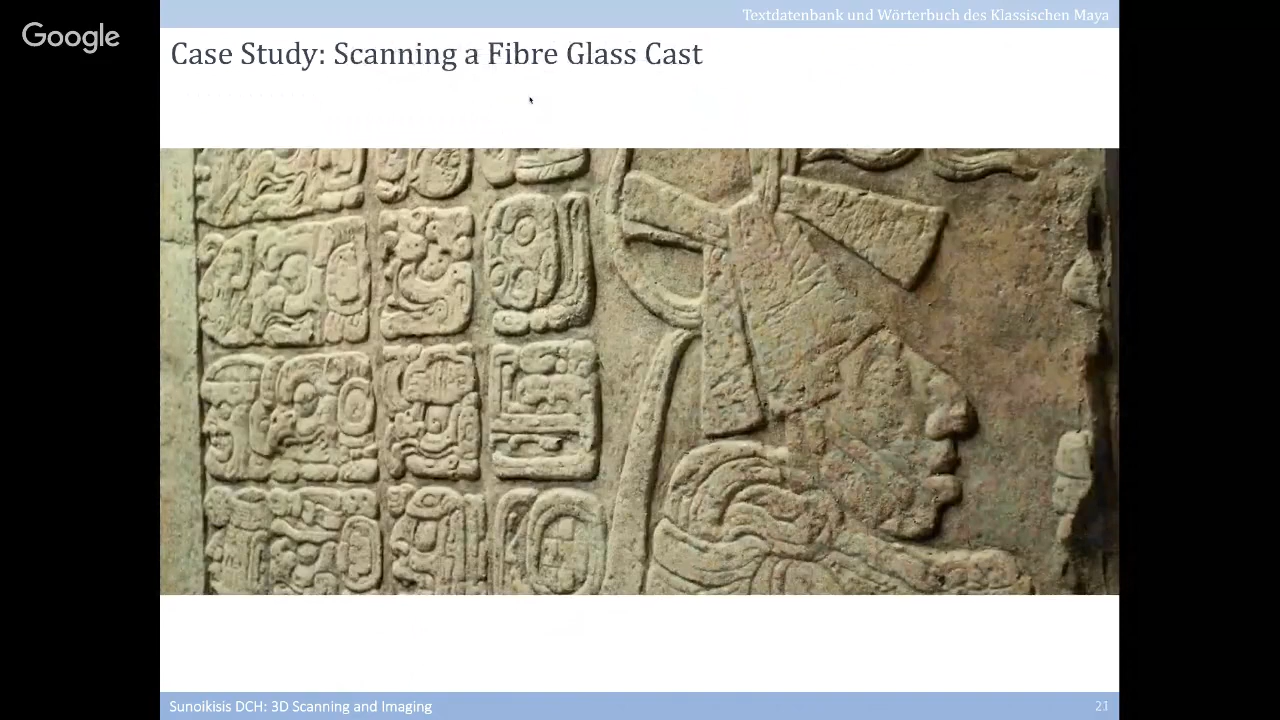 Textdatenbank und Wörterbuch des Klassischen Maya
Google
Case Study: Scanning a Fibre Glass Cast
Sunoikisis DCH: 3D Scanning and Imaging
21